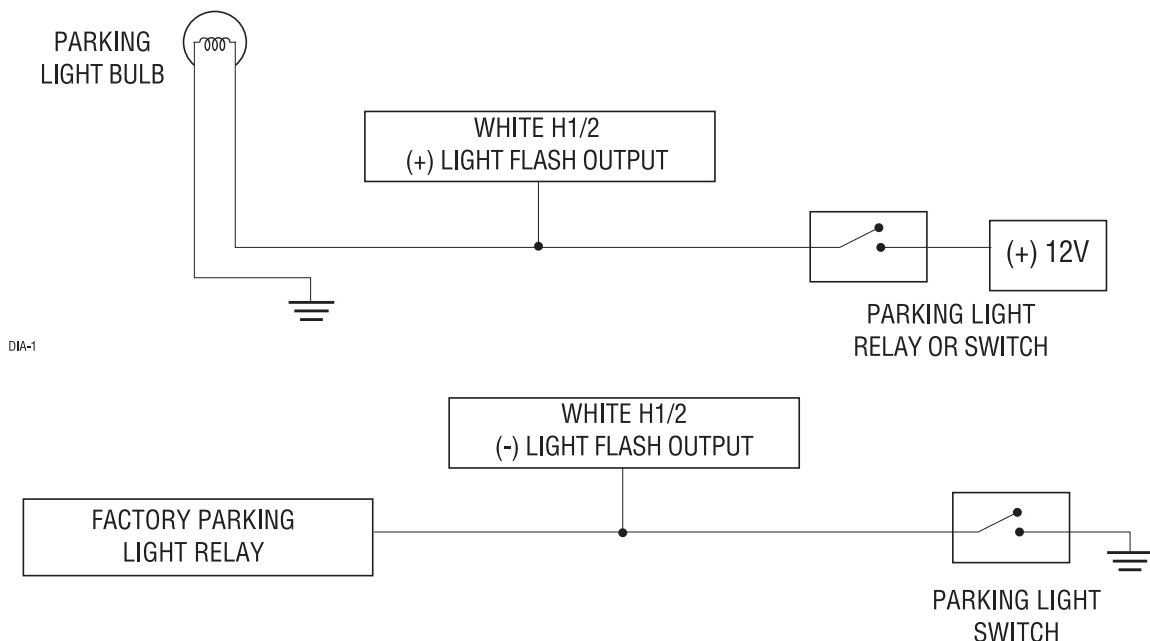 PARKING
LIGHT BULB
WHITE H1/2
(+) LIGHT FLASH OUTPUT
(+) 12V
PARKING LIGHT
RELAY OR SWITCH
DIA-1
WHITE H1/2
(-) LIGHT FLASH OUTPUT
FACTORY PARKING
LIGHT RELAY
PARKING LIGHT
SWITCH